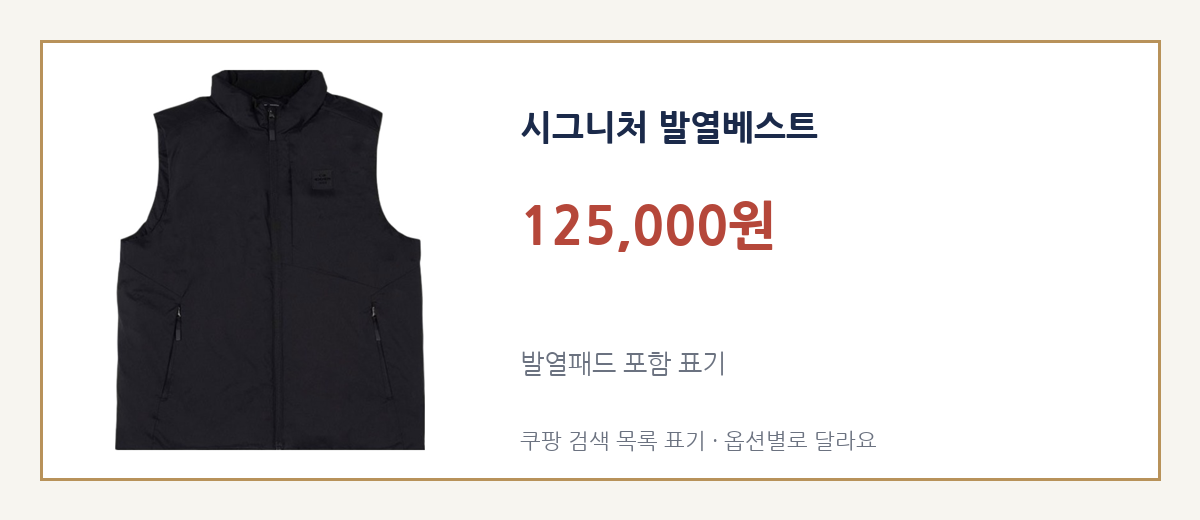 시그니처 발열베스트
125,000원
발열패드 포함 표기
쿠팡 검색 목록 표기 · 옵션별로 달라요